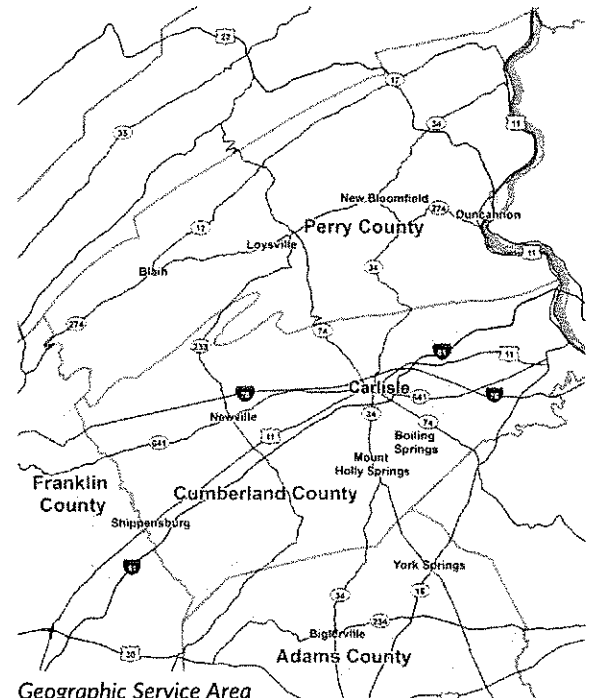 22
17
35
34
11
New Bloomfield
274
Duncannon
Perry County
17
Loysville
11
Blain
34
274
74
233
81
11
Carlisle
76
641
76
34
74
Newville
11
Boiling
Springs
641
Mount
Holly Springs
Franklin
County
Cumberland County
Shippensburg
81
York Springs
34
15
234
Biglerville
30
Adams County
Geographic Service Area